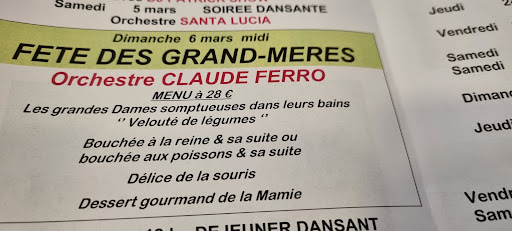 Samedi 5 mars SOIREE DANSANTE
Orchestre SANTA LUCIA
Dimanche 6 mars midi
FETE DES GRAND-MERES
Orchestre CLAUDE FERRO
MENU à 28 €
Les grandes Dames somptueuses dans leurs bains
‘’ Velouté de légumes ‘’
Bouchée à la reine & sa suite ou
bouchée aux poissons & sa suite
Délice de la souris
Dessert gourmand de la Mamie
DEJEUNER DANSANT
Jeudi
Vendredi
Samedi
Samedi
Dimanc
Jeudi
Vendr
Same